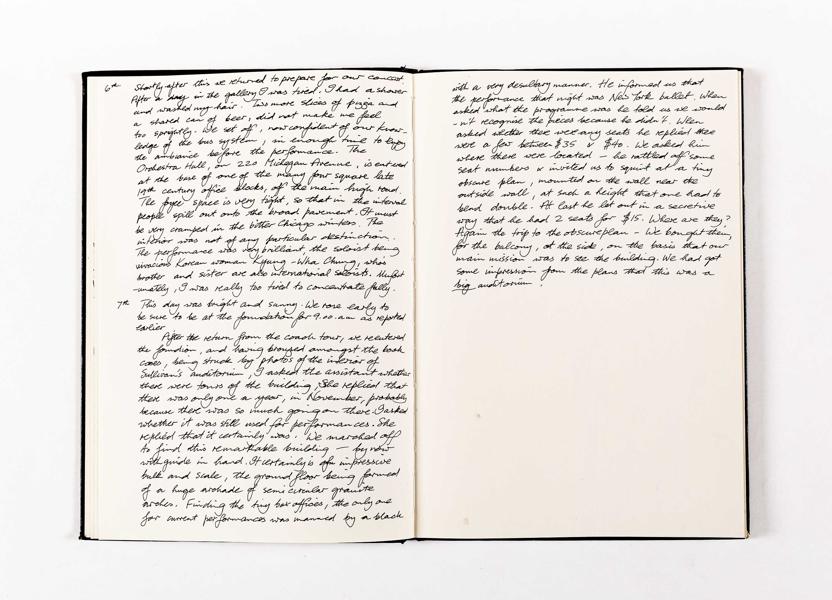 6th Shortly after this we returned to prepare for our concert
After a day in the gallery I was tired. I had a shower
and washed my hair. Two more slices of pizza and
a shared can of beer, did not make me feel
too sprightly. We set off, now confident of our know-
ledge of the bus system, in enough time to enjoy
the ambiance before the performance. The
Orchestra Hall, on 220 Michegan Avenue, is entered
at the base of one of the many four square late
19th century office blocks, off the main high road.
The foyer space is very tight, so that in the interval
people spill out onto the broad pavement. It must
be very cramped in the bitter Chicago winters. The
interior was not of any particular distinction.
The performance was very brilliant, the soloist being
vivacious Korean woman Kyung-Wha Chung, who's
brother and sister are also international soloists. Unfort
-unately, I was really too tired to concentrate fully.
7th This day was bright and sunny. We rose early to
be sure to be at the foundation for 9.00.am as reported
earlier.
After the return from the coach tour, we reentered
the foundion, and having browzed amongst the book
cases, being struck by photos of the interior of
Sullivan's auditorium, I asked the assistant whether
there were tours of the building. She replied that
there was only one a year, in November, probably
because there was so much going on there. I asked
whether it was still used for performances. She
replied that it certainly was. We marched off
to find this remarkable building — by now
with guide in hand. It certainly is of impressive
bulk and scale, the ground floor being formed
of a huge archade of semi circular granite
arches. Finding the tiny box offices, the only one
for current performances was manned by a black
with a very desultory manner. He informed us that
the performance that night was New York ballet. When
asked what the programme was he told us we would
-n't recognise the pieces because he didn't. When
asked whether there were any seats he replied there
were a few between $35 & $40. We asked him
where there were located — he rattled off some
seat numbers & invited us to squint at a tiny
obscure plan, mounted on the wall near the
outside wall, at such a height that one had to
bend double. At last he let out in a secretive
way that he had 2 seats for $15. Where are they?
Again the trip to the obscure plan – We bought them,
for the balcony, at the side, on the basis that our
main mission was to see the building. We had got
some impression from the plans that this was a
big auditorium.